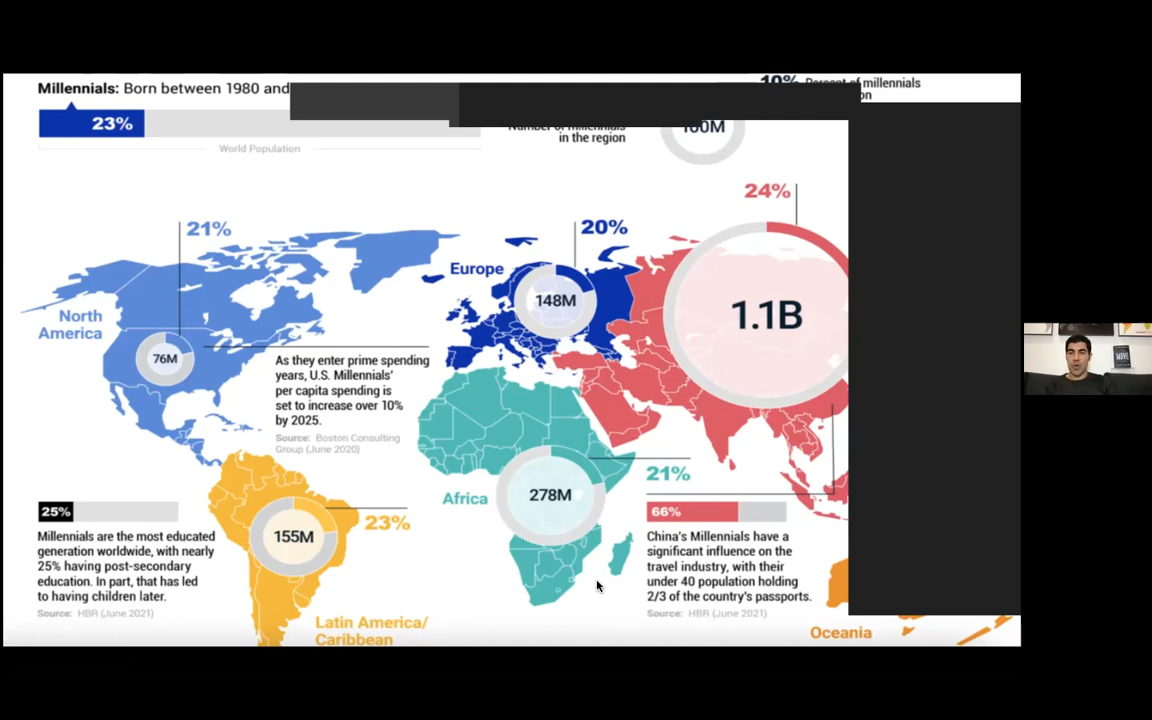 Millennials: Born between 1980 and
10% Percent of millennials
23%
World Population
Number of millennials
in the region
100M
24%
21%
20%
Europe
148M
1.1B
North
America
76M
As they enter prime spending
years, U.S. Millennials'
per capita spending is
set to increase over 10%
by 2025.
Source: Boston Consulting
Group (June 2020)
21%
Africa
278M
25%
66%
23%
155M
Millennials are the most educated
generation worldwide, with nearly
25% having post-secondary
education. In part, that has led
to having children later.
Source: HBR (June 2021)
China's Millennials have a
significant influence on the
travel industry, with their
under 40 population holding
2/3 of the country's passports.
Source: HBR (June 2021)
Latin America/
Caribbean
Oceania
MOVE